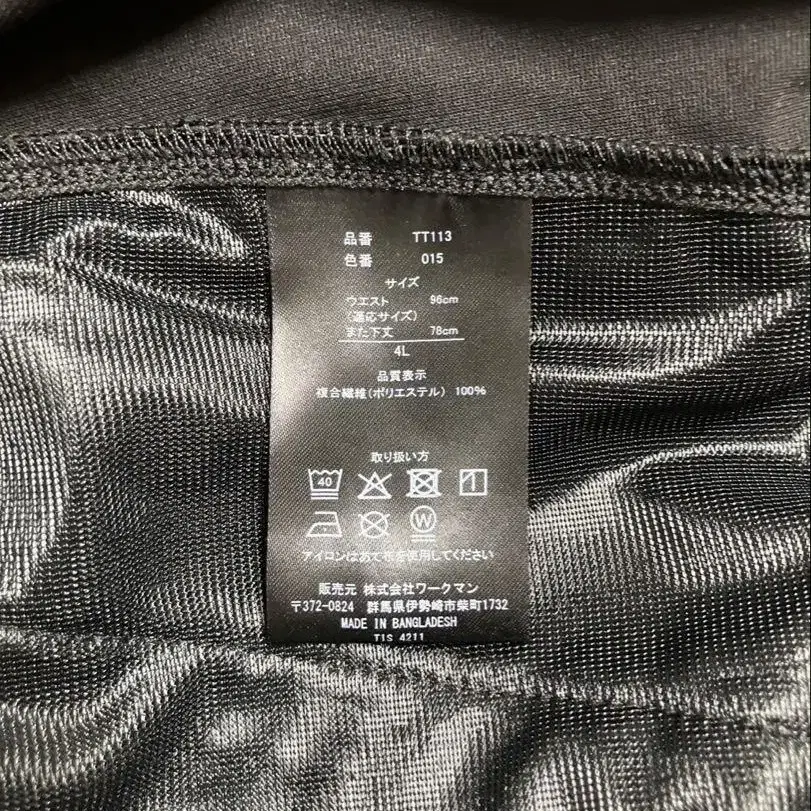 品番 TT113
色番 015
サイズ
ウエスト 96cm
(適応サイズ)
また下丈 78cm
4L
品質表示
複合繊維(ポリエステル) 100%
取り扱い方
40
W
アイロンはあて布を使用してください
販売元 株式会社ワークマン
〒372-0824 群馬県伊勢崎市柴町1732
MADE IN BANGLADESH
TIS 4211